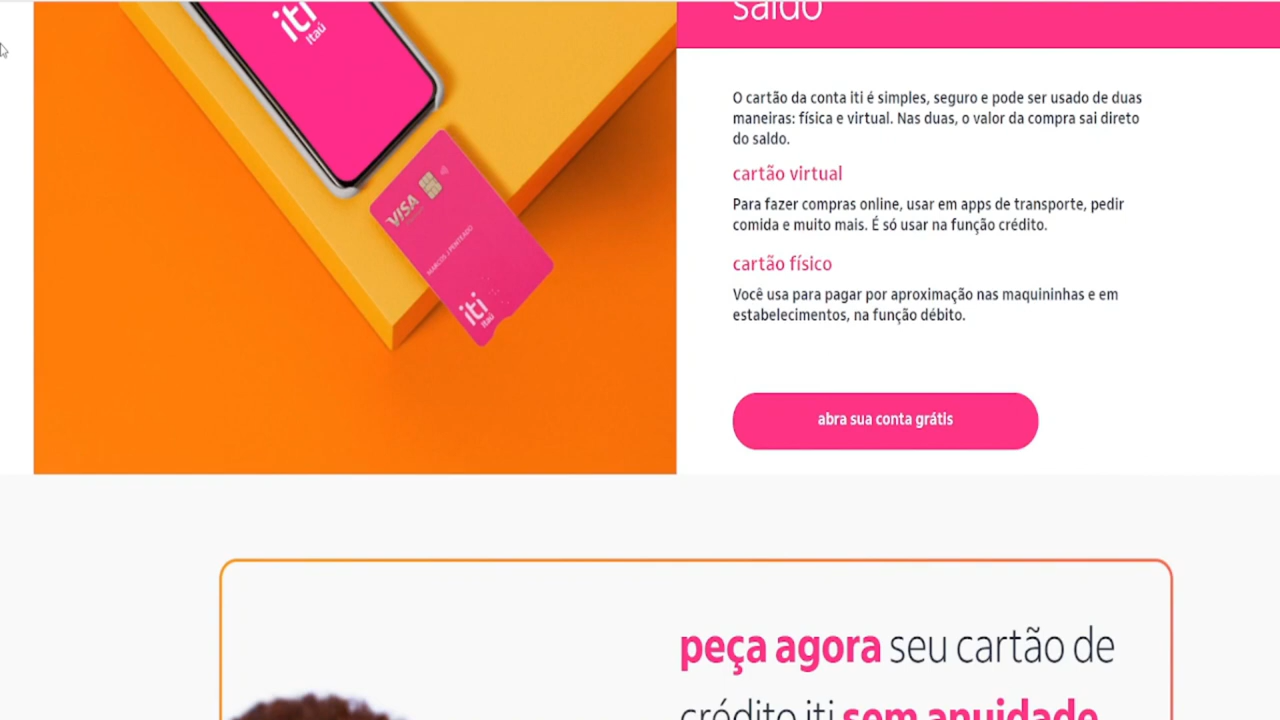 saldo
iti
Itaú
O cartão da conta iti é simples, seguro e pode ser usado de duas
maneiras: física e virtual. Nas duas, o valor da compra sai direto
do saldo.
cartão virtual
Para fazer compras online, usar em apps de transporte, pedir
comida e muito mais. É só usar na função crédito.
cartão físico
Você usa para pagar por aproximação nas maquininhas e em
estabelecimentos, na função débito.
VISA
MARCOS J PENTEADO
iti
Itaú
abra sua conta grátis
peça agora seu cartão de
crédito iti sem anuidade